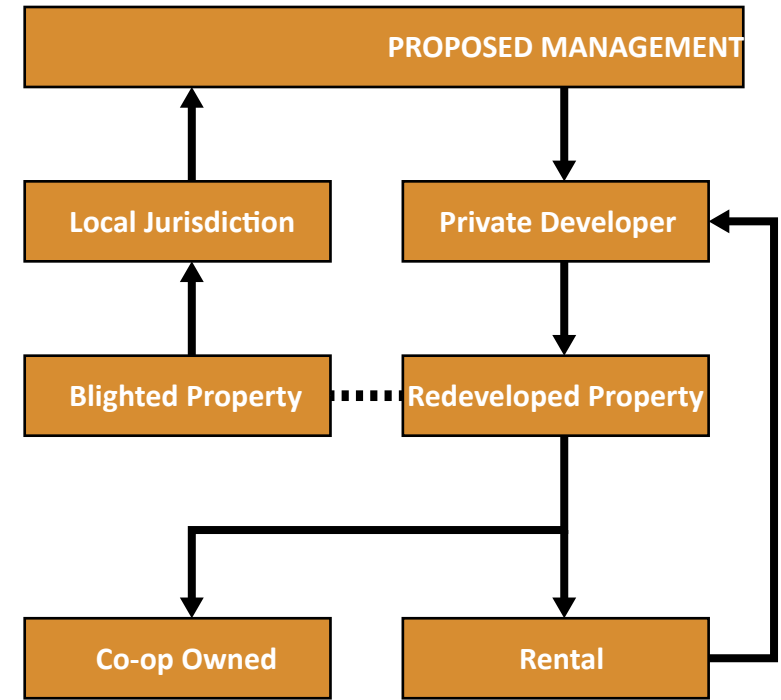 PROPOSED MANAGEMENT
Local Jurisdiction
Private Developer
Blighted Property
Redeveloped Property
Co-op Owned
Rental